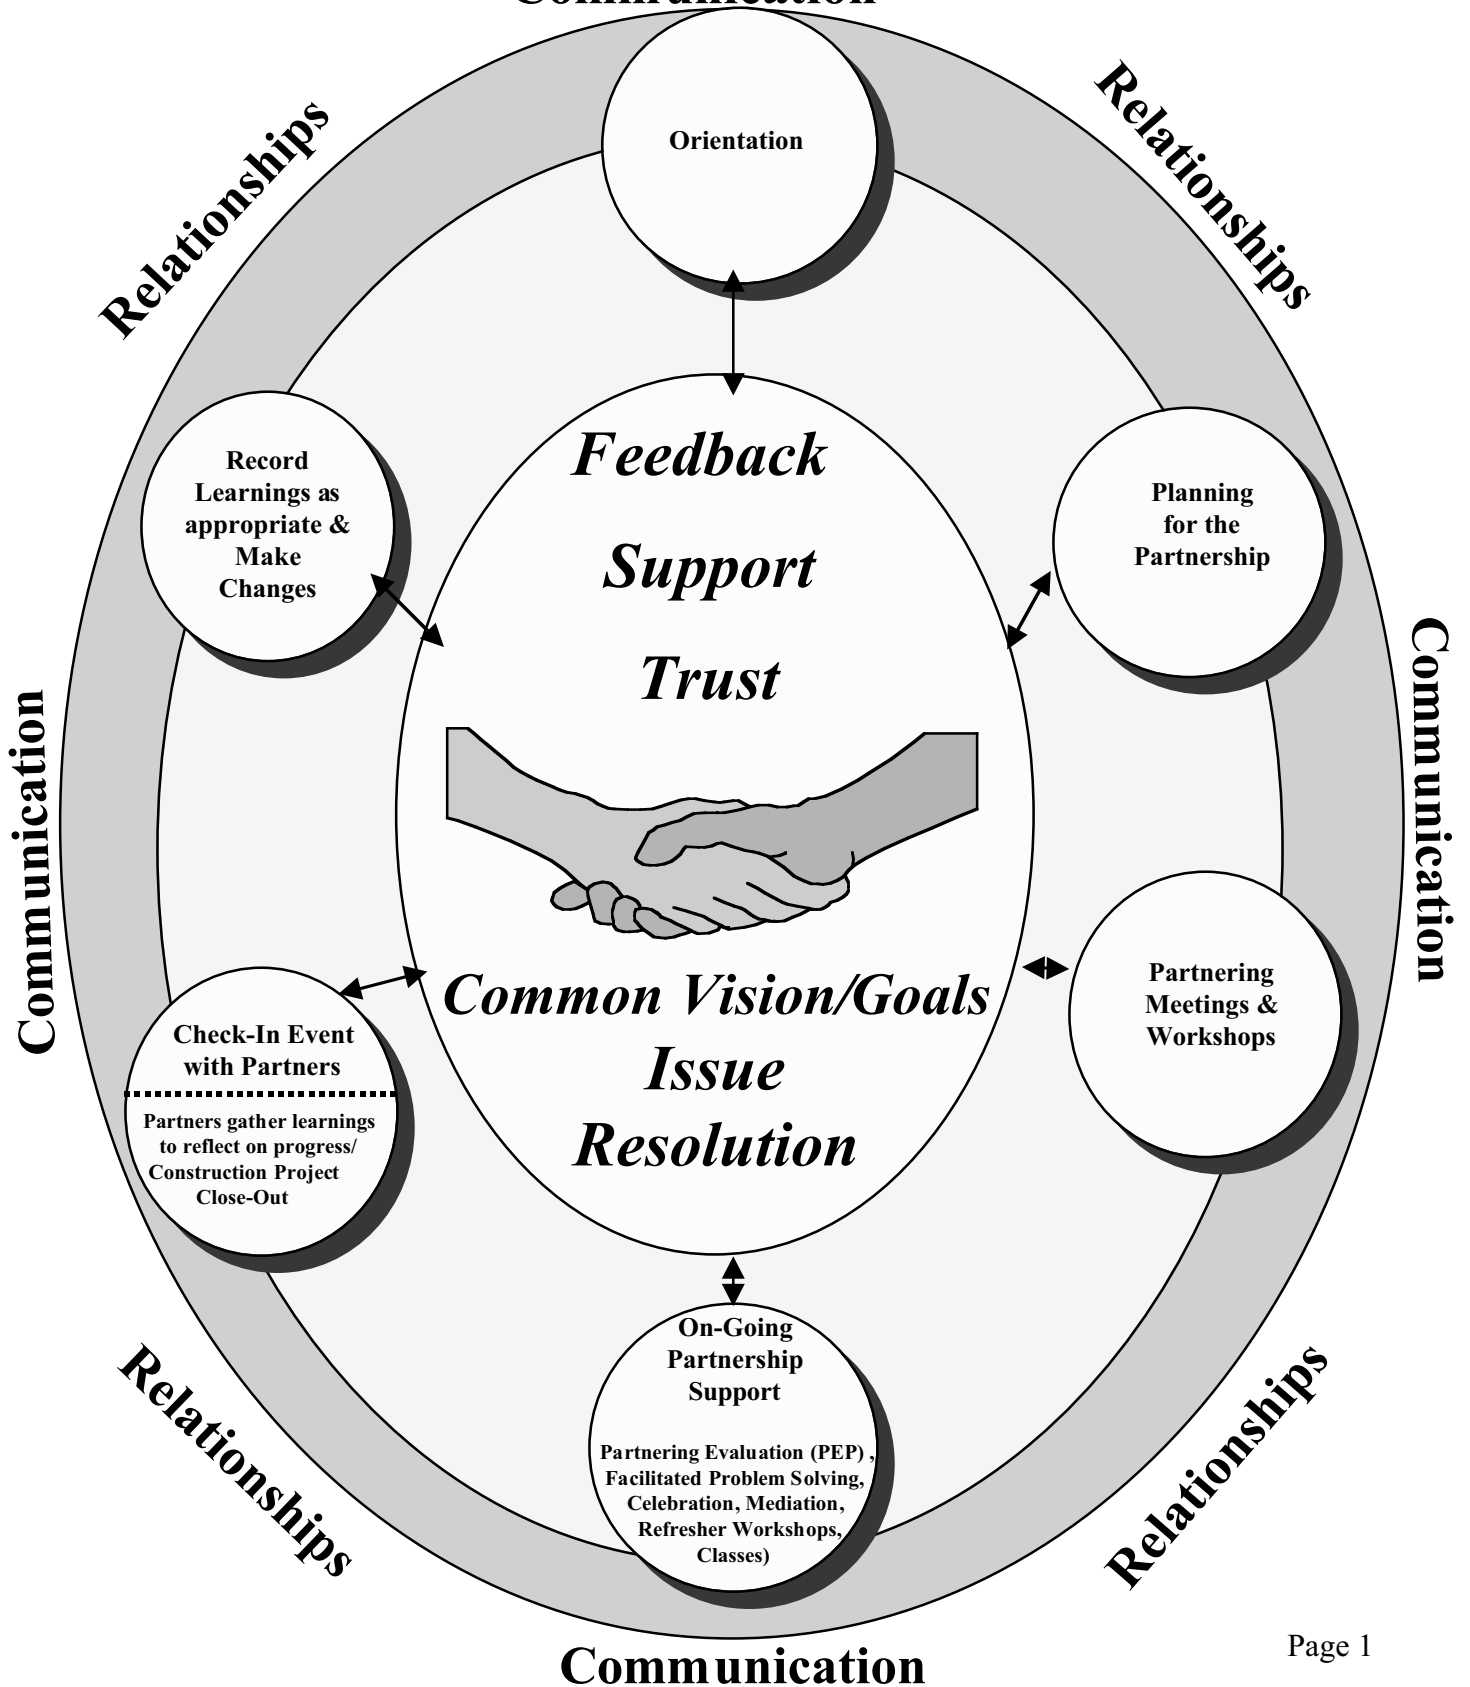 Communication
Relationships
Relationships
Orientation
Record
Learnings as
appropriate &
Make
Changes
Feedback
Support
Trust
Planning
for the
Partnership
Communication
Communication
Common Vision/Goals
Issue
Resolution
Partnering
Meetings &
Workshops
Check-In Event
with Partners
Partners gather learnings
to reflect on progress/
Construction Project
Close-Out
On-Going
Partnership
Support
Partnering Evaluation (PEP) ,
Facilitated Problem Solving,
Celebration, Mediation,
Refresher Workshops,
Classes)
Relationships
Relationships
Communication
Page 1